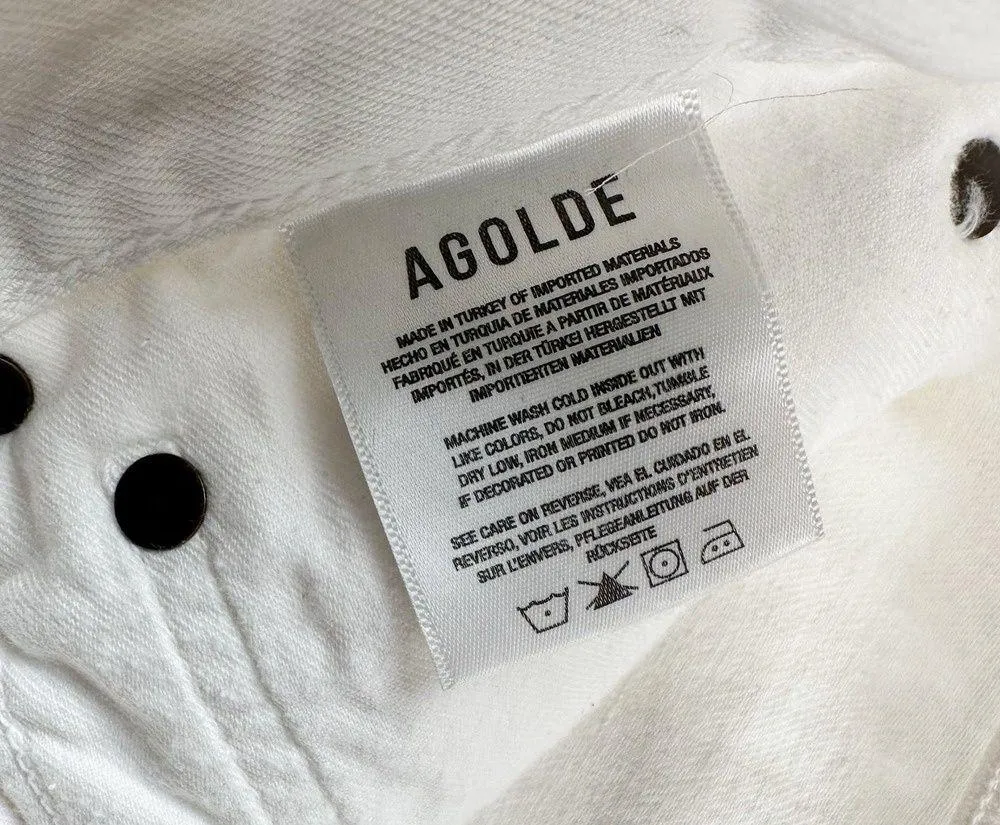 AGOLDE
MADE IN TURKEY OF IMPORTED MATERIALS
HECHO EN TURQUIA DE MATERIALES IMPORTADOS
FABRIQUÉ EN TURQUIE A PARTIR DE MATÉRIAUX
IMPORTÉS, IN DER TÜRKEI HERGESTELLT MIT
IMPORTIERTEN MATERIALIEN
MACHINE WASH COLD INSIDE OUT WITH
LIKE COLORS, DO NOT BLEACH, TUMBLE
DRY LOW, IRON MEDIUM IF NECESSARY,
IF DECORATED OR PRINTED DO NOT IRON.
SEE CARE ON REVERSE, VEA EL CUIDADO EN EL
REVERSO, VOIR LES INSTRUCTIONS D'ENTRETIEN
SUR L'ENVERS, PFLEGEANLEITUNG AUF DER
RÜCKSEITE